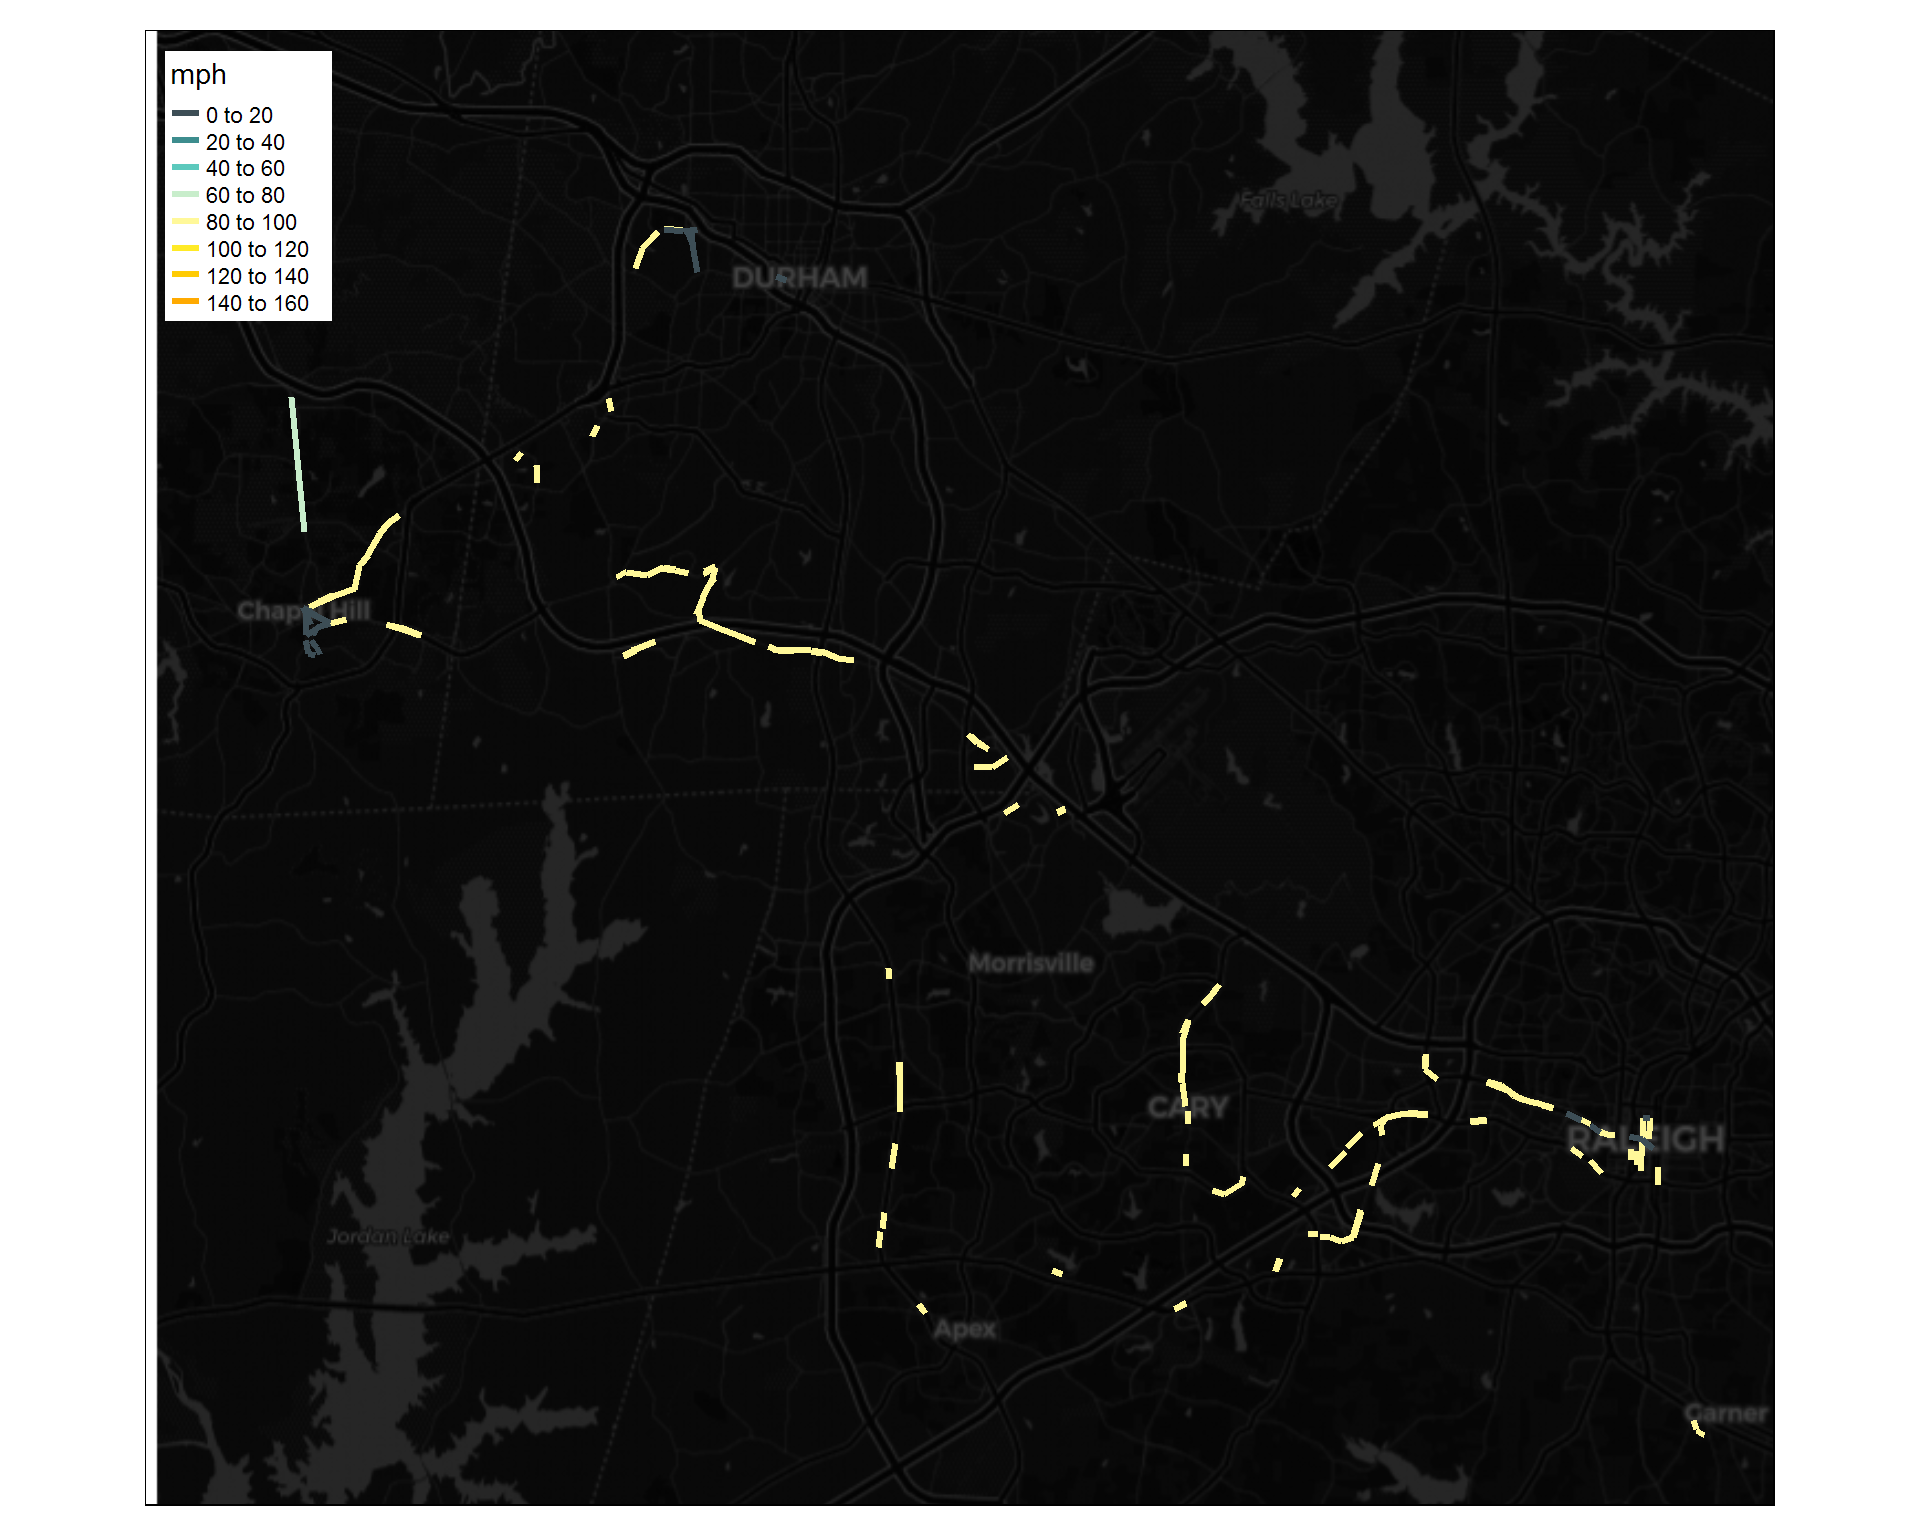 mph
0 to 20
20 to 40
40 to 60
60 to 80
80 to 100
100 to 120
120 to 140
140 to 160
Falls Lake
DURHAM
Chapel Hill
Morrisville
CARY
RALEIGH
Jordan Lake
Apex
Garner